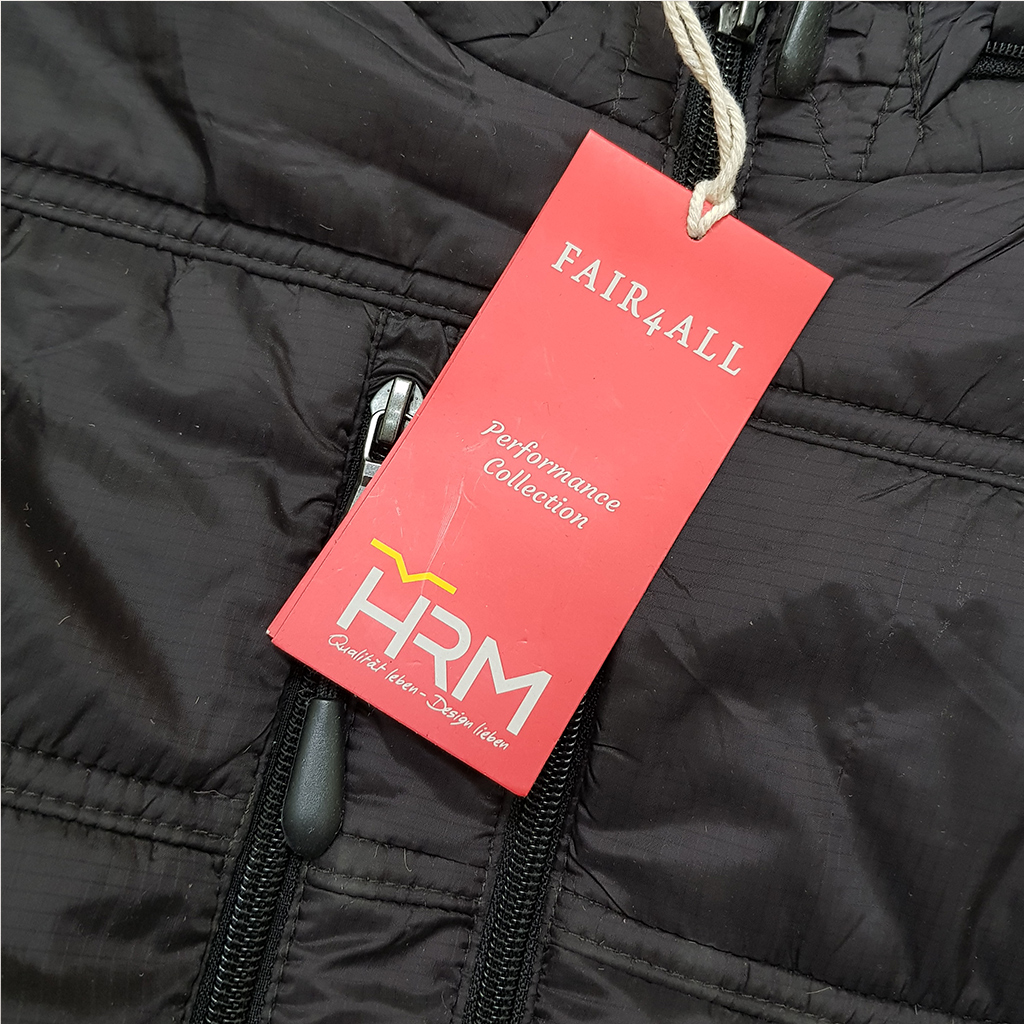 FAIR4ALL
Performance
Collection
HRM
Qualität leben - Design lieben